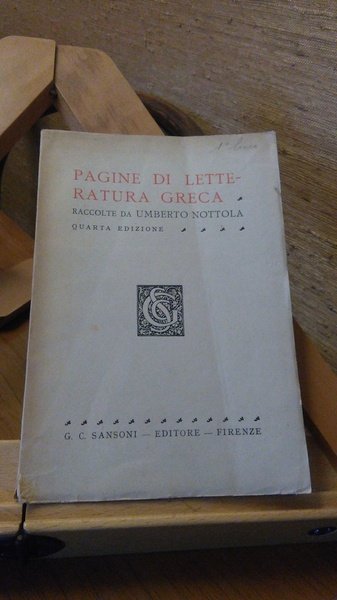 PAGINE DI LETTE-
RATURA GRECA
RACCOLTE DA UMBERTO NOTTOLA
QUARTA EDIZIONE
G. C. SANSONI — EDITORE — FIRENZE